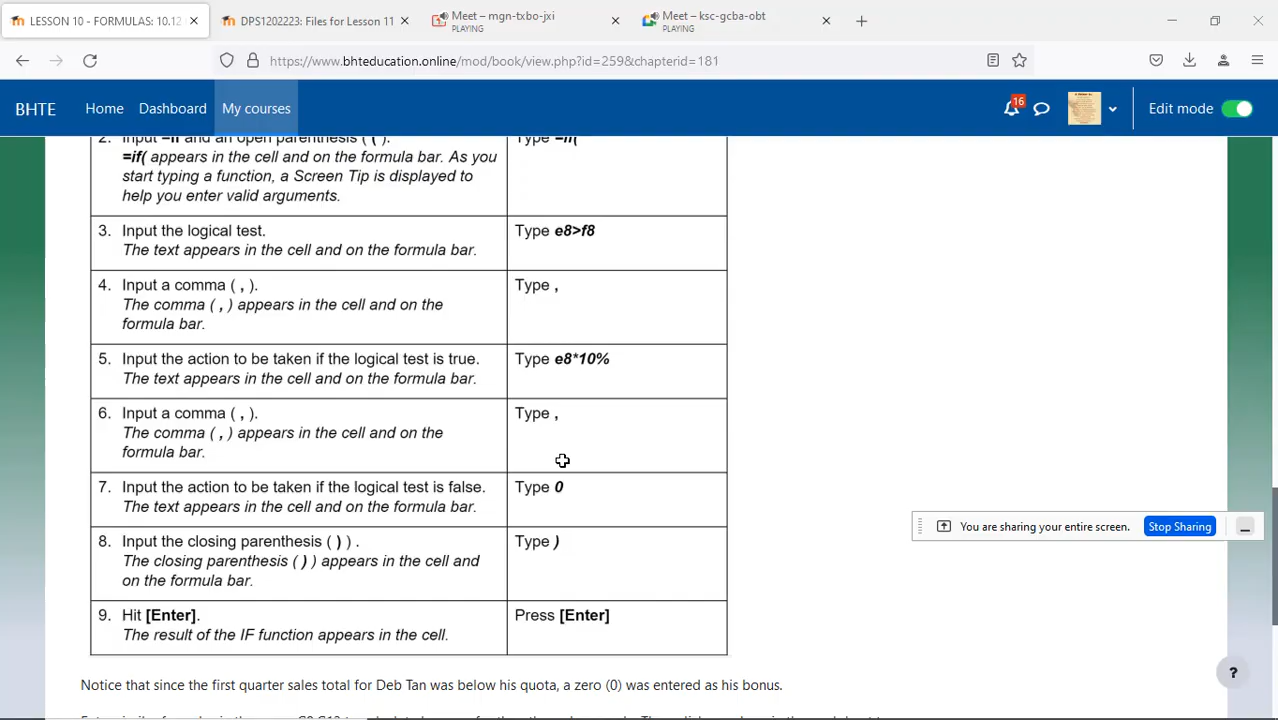 LESSON 10 - FORMULAS: 10.12
DPS1202223: Files for Lesson 11
Meet – mgn-txbo-jxi
PLAYING
Meet – ksc-gcba-obt
PLAYING
https://www.bhteducation.online/mod/book/view.php?id=259&chapterid=181
BHTE
Home
Dashboard
My courses
16
Edit mode
2. Input =if and an open parenthesis ( ( ).
Type =if(
=if( appears in the cell and on the formula bar. As you
start typing a function, a Screen Tip is displayed to
help you enter valid arguments.
3. Input the logical test.
Type e8>f8
The text appears in the cell and on the formula bar.
4. Input a comma ( , ).
Type ,
The comma ( , ) appears in the cell and on the
formula bar.
5. Input the action to be taken if the logical test is true.
Type e8*10%
The text appears in the cell and on the formula bar.
6. Input a comma ( , ).
Type ,
The comma ( , ) appears in the cell and on the
formula bar.
7. Input the action to be taken if the logical test is false.
Type 0
The text appears in the cell and on the formula bar.
You are sharing your entire screen.
Stop Sharing
8. Input the closing parenthesis ( ) ) .
Type )
The closing parenthesis ( ) ) appears in the cell and
on the formula bar.
9. Hit [Enter].
Press [Enter]
The result of the IF function appears in the cell.
?
Notice that since the first quarter sales total for Deb Tan was below his quota, a zero (0) was entered as his bonus.